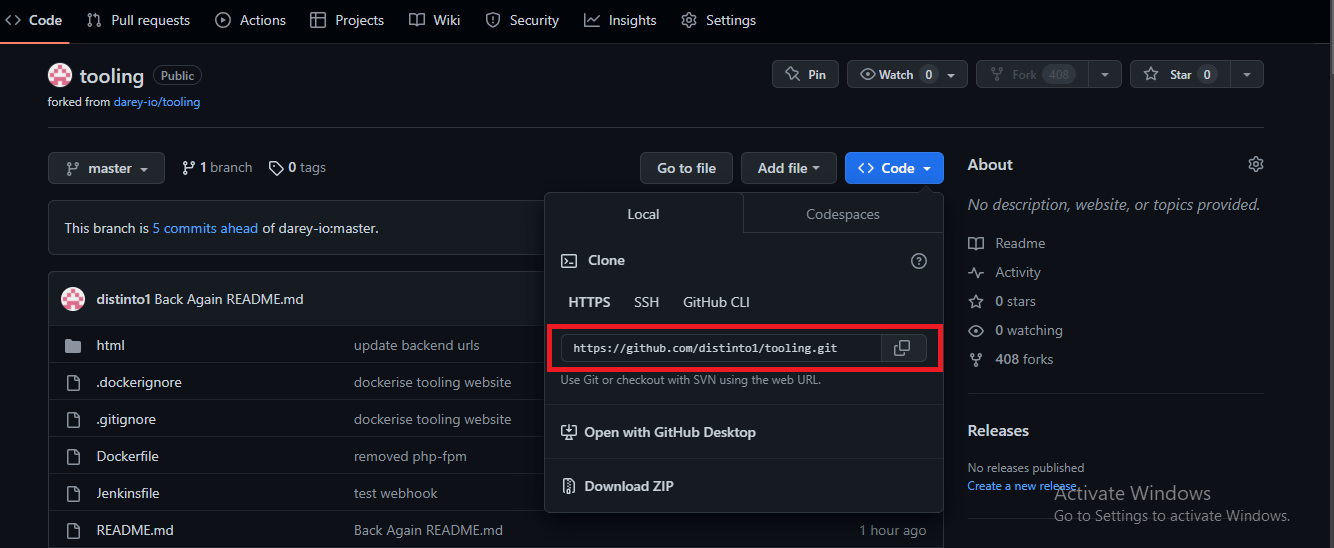 Code Pull requests Actions Projects Wiki Security Insights Settings
tooling Public Pin Watch 0 Fork 408 Star 0
forked from darey-io/tooling
master 1 branch 0 tags Go to file Add file Code
This branch is 5 commits ahead of darey-io:master.
distinto1 Back Again README.md
html update backend urls
.dockerignore dockerise tooling website
.gitignore dockerise tooling website
Dockerfile removed php-fpm
Jenkinsfile test webhook
README.md Back Again README.md 1 hour ago
Local Codespaces
Clone
HTTPS SSH GitHub CLI
https://github.com/distinto1/tooling.git
Use Git or checkout with SVN using the web URL.
Open with GitHub Desktop
Download ZIP
About
No description, website, or topics provided.
Readme
Activity
0 stars
0 watching
408 forks
Releases
No releases published
Create a new release
Activate Windows
Go to Settings to activate Windows.